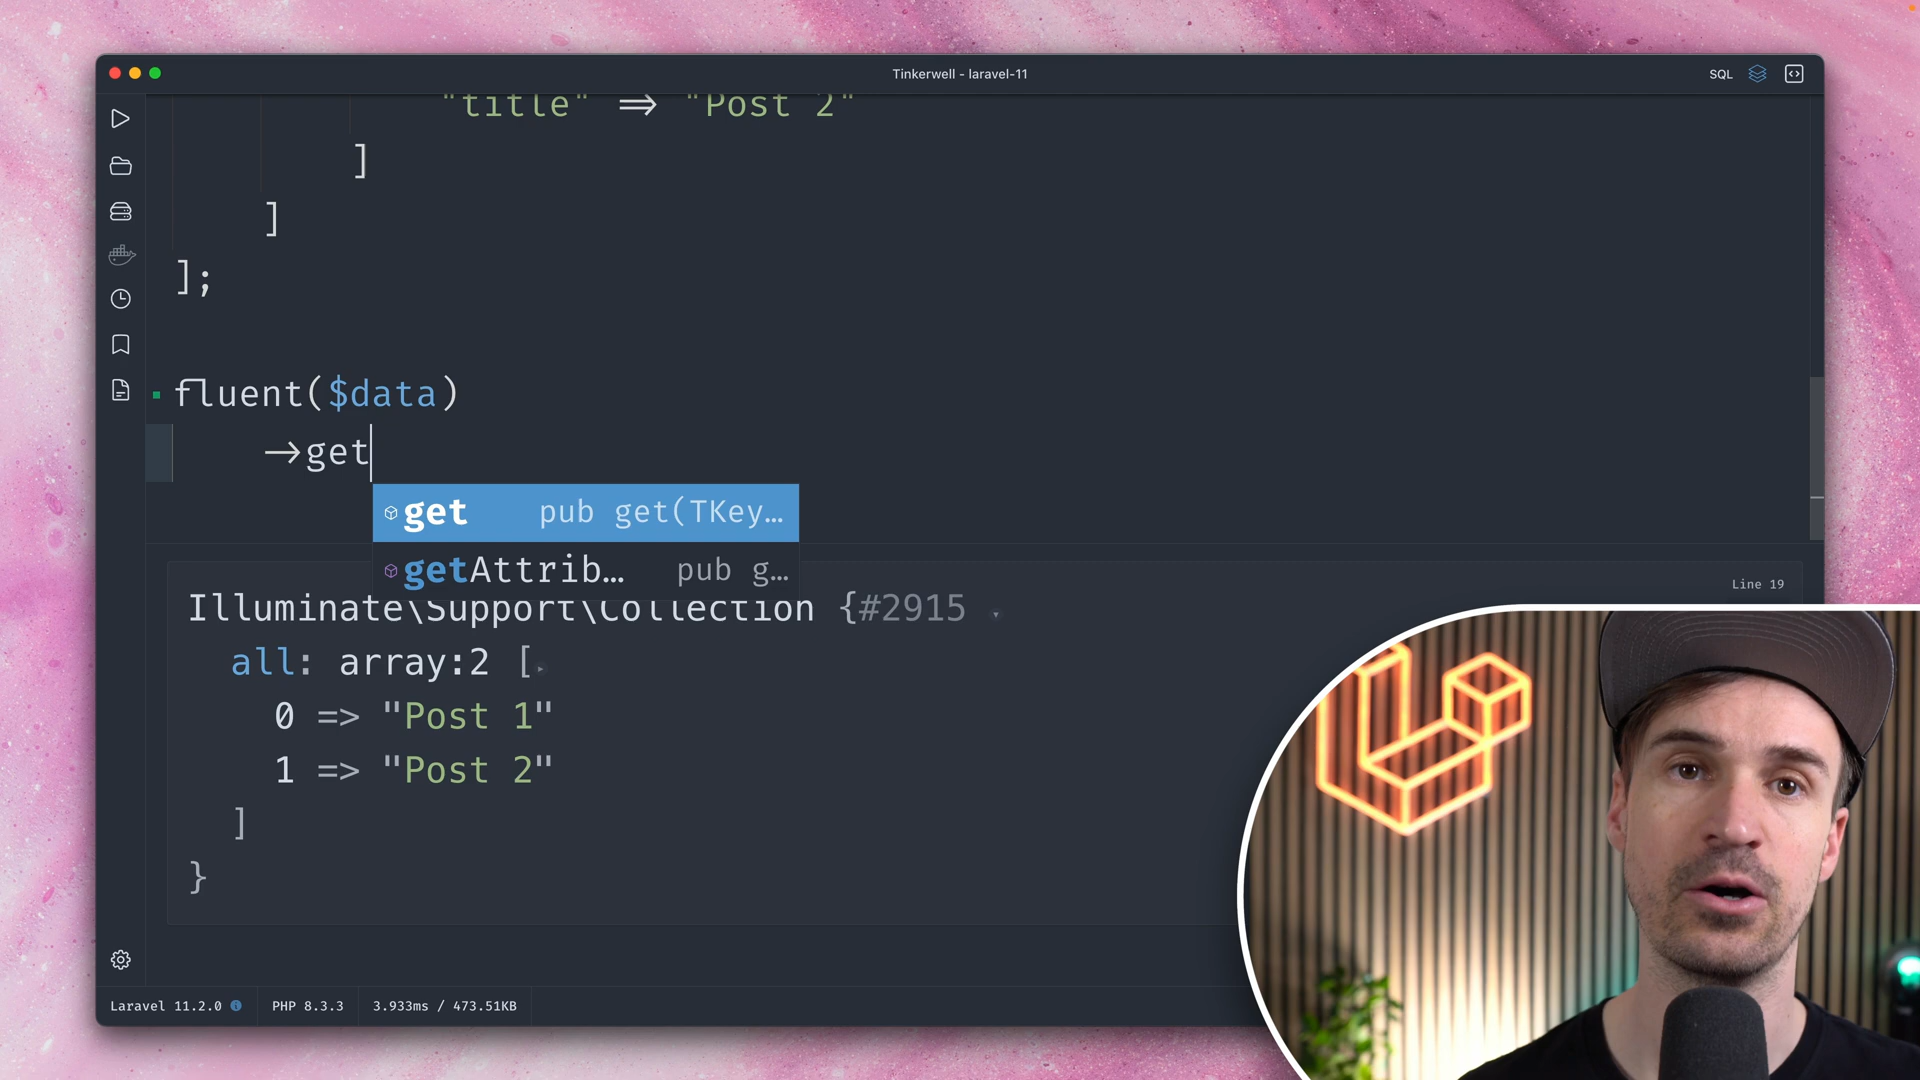 Tinkerwell - laravel-11
SQL
"title" => "Post 2"
]
]
];
fluent($data)
->get
get pub get(TKey…
getAttrib… pub g…
Line 19
Illuminate\Support\Collection {#2915
all: array:2 [
0 => "Post 1"
1 => "Post 2"
]
}
Laravel 11.2.0
PHP 8.3.3
3.933ms / 473.51KB